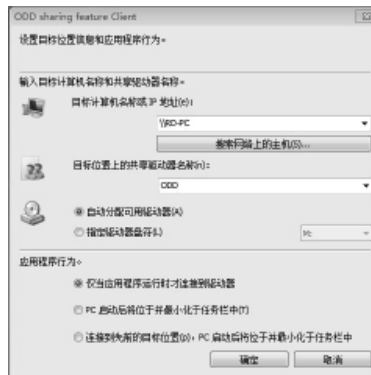 ODD sharing feature Client
设置目标位置信息和应用程序行为。
输入目标计算机名称和共享驱动器名称。
目标计算机名称或 IP 地址(e):
\\RD-PC
搜索网络上的主机(S)...
目标位置上的共享驱动器名称(n):
ODD
自动分配可用驱动器(A)
指定驱动器盘符(L)
M:
应用程序行为。
仅当应用程序运行时才连接到驱动器
PC 启动后将位于并最小化于任务栏中(T)
连接到先前的目标位置(p), PC 启动后将位于并最小化于任务栏中
确定
取消